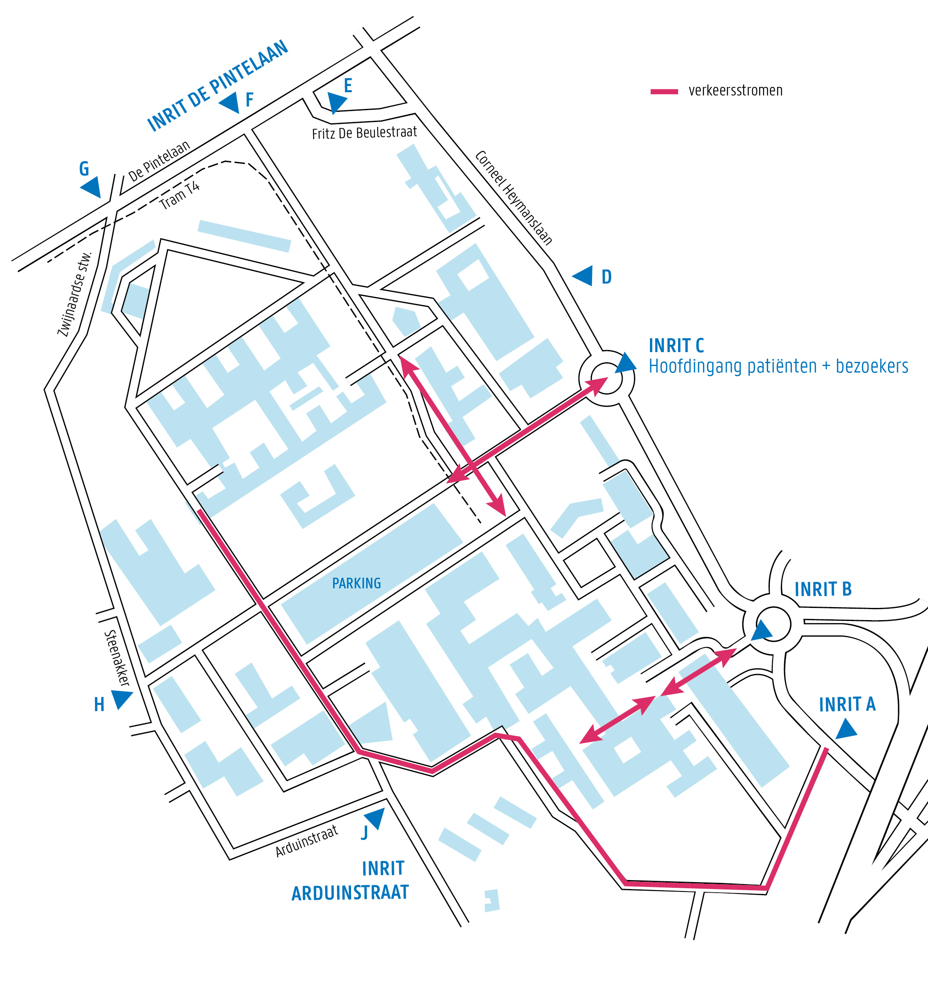 INRIT DE PINTELAAN
F
E
verkeersstromen
Fritz De Beulestraat
De Pintelaan
G
Tram T4
Corneel Heymanslaan
Zwijnaardse stw.
D
INRIT C
Hoofdingang patiënten + bezoekers
PARKING
INRIT B
Steenakker
H
INRIT A
J
Arduinstraat
INRIT
ARDUINSTRAAT